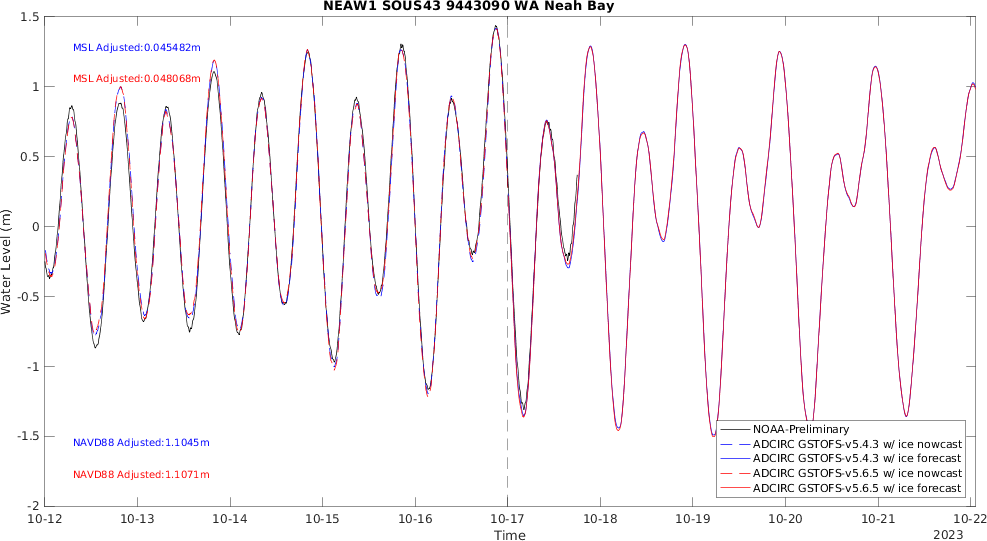 NEAW1 SOUS43 9443090 WA Neah Bay
1.5
1
0.5
0
-0.5
-1
-1.5
-2
Water Level (m)
MSL Adjusted:0.045482m
MSL Adjusted:0.048068m
NAVD88 Adjusted:1.1045m
NAVD88 Adjusted:1.1071m
NOAA-Preliminary
ADCIRC GSTOFS-v5.4.3 w/ ice nowcast
ADCIRC GSTOFS-v5.4.3 w/ ice forecast
ADCIRC GSTOFS-v5.6.5 w/ ice nowcast
ADCIRC GSTOFS-v5.6.5 w/ ice forecast
10-12 10-13 10-14 10-15 10-16 10-17 10-18 10-19 10-20 10-21 10-22
Time
2023